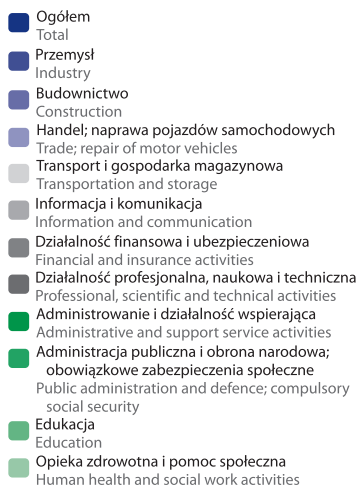 Ogółem
Total
Przemysł
Industry
Budownictwo
Construction
Handel; naprawa pojazdów samochodowych
Trade; repair of motor vehicles
Transport i gospodarka magazynowa
Transportation and storage
Informacja i komunikacja
Information and communication
Działalność finansowa i ubezpieczeniowa
Financial and insurance activities
Działalność profesjonalna, naukowa i techniczna
Professional, scientific and technical activities
Administrowanie i działalność wspierająca
Administrative and support service activities
Administracja publiczna i obrona narodowa;
obowiązkowe zabezpieczenia społeczne
Public administration and defence; compulsory
social security
Edukacja
Education
Opieka zdrowotna i pomoc społeczna
Human health and social work activities